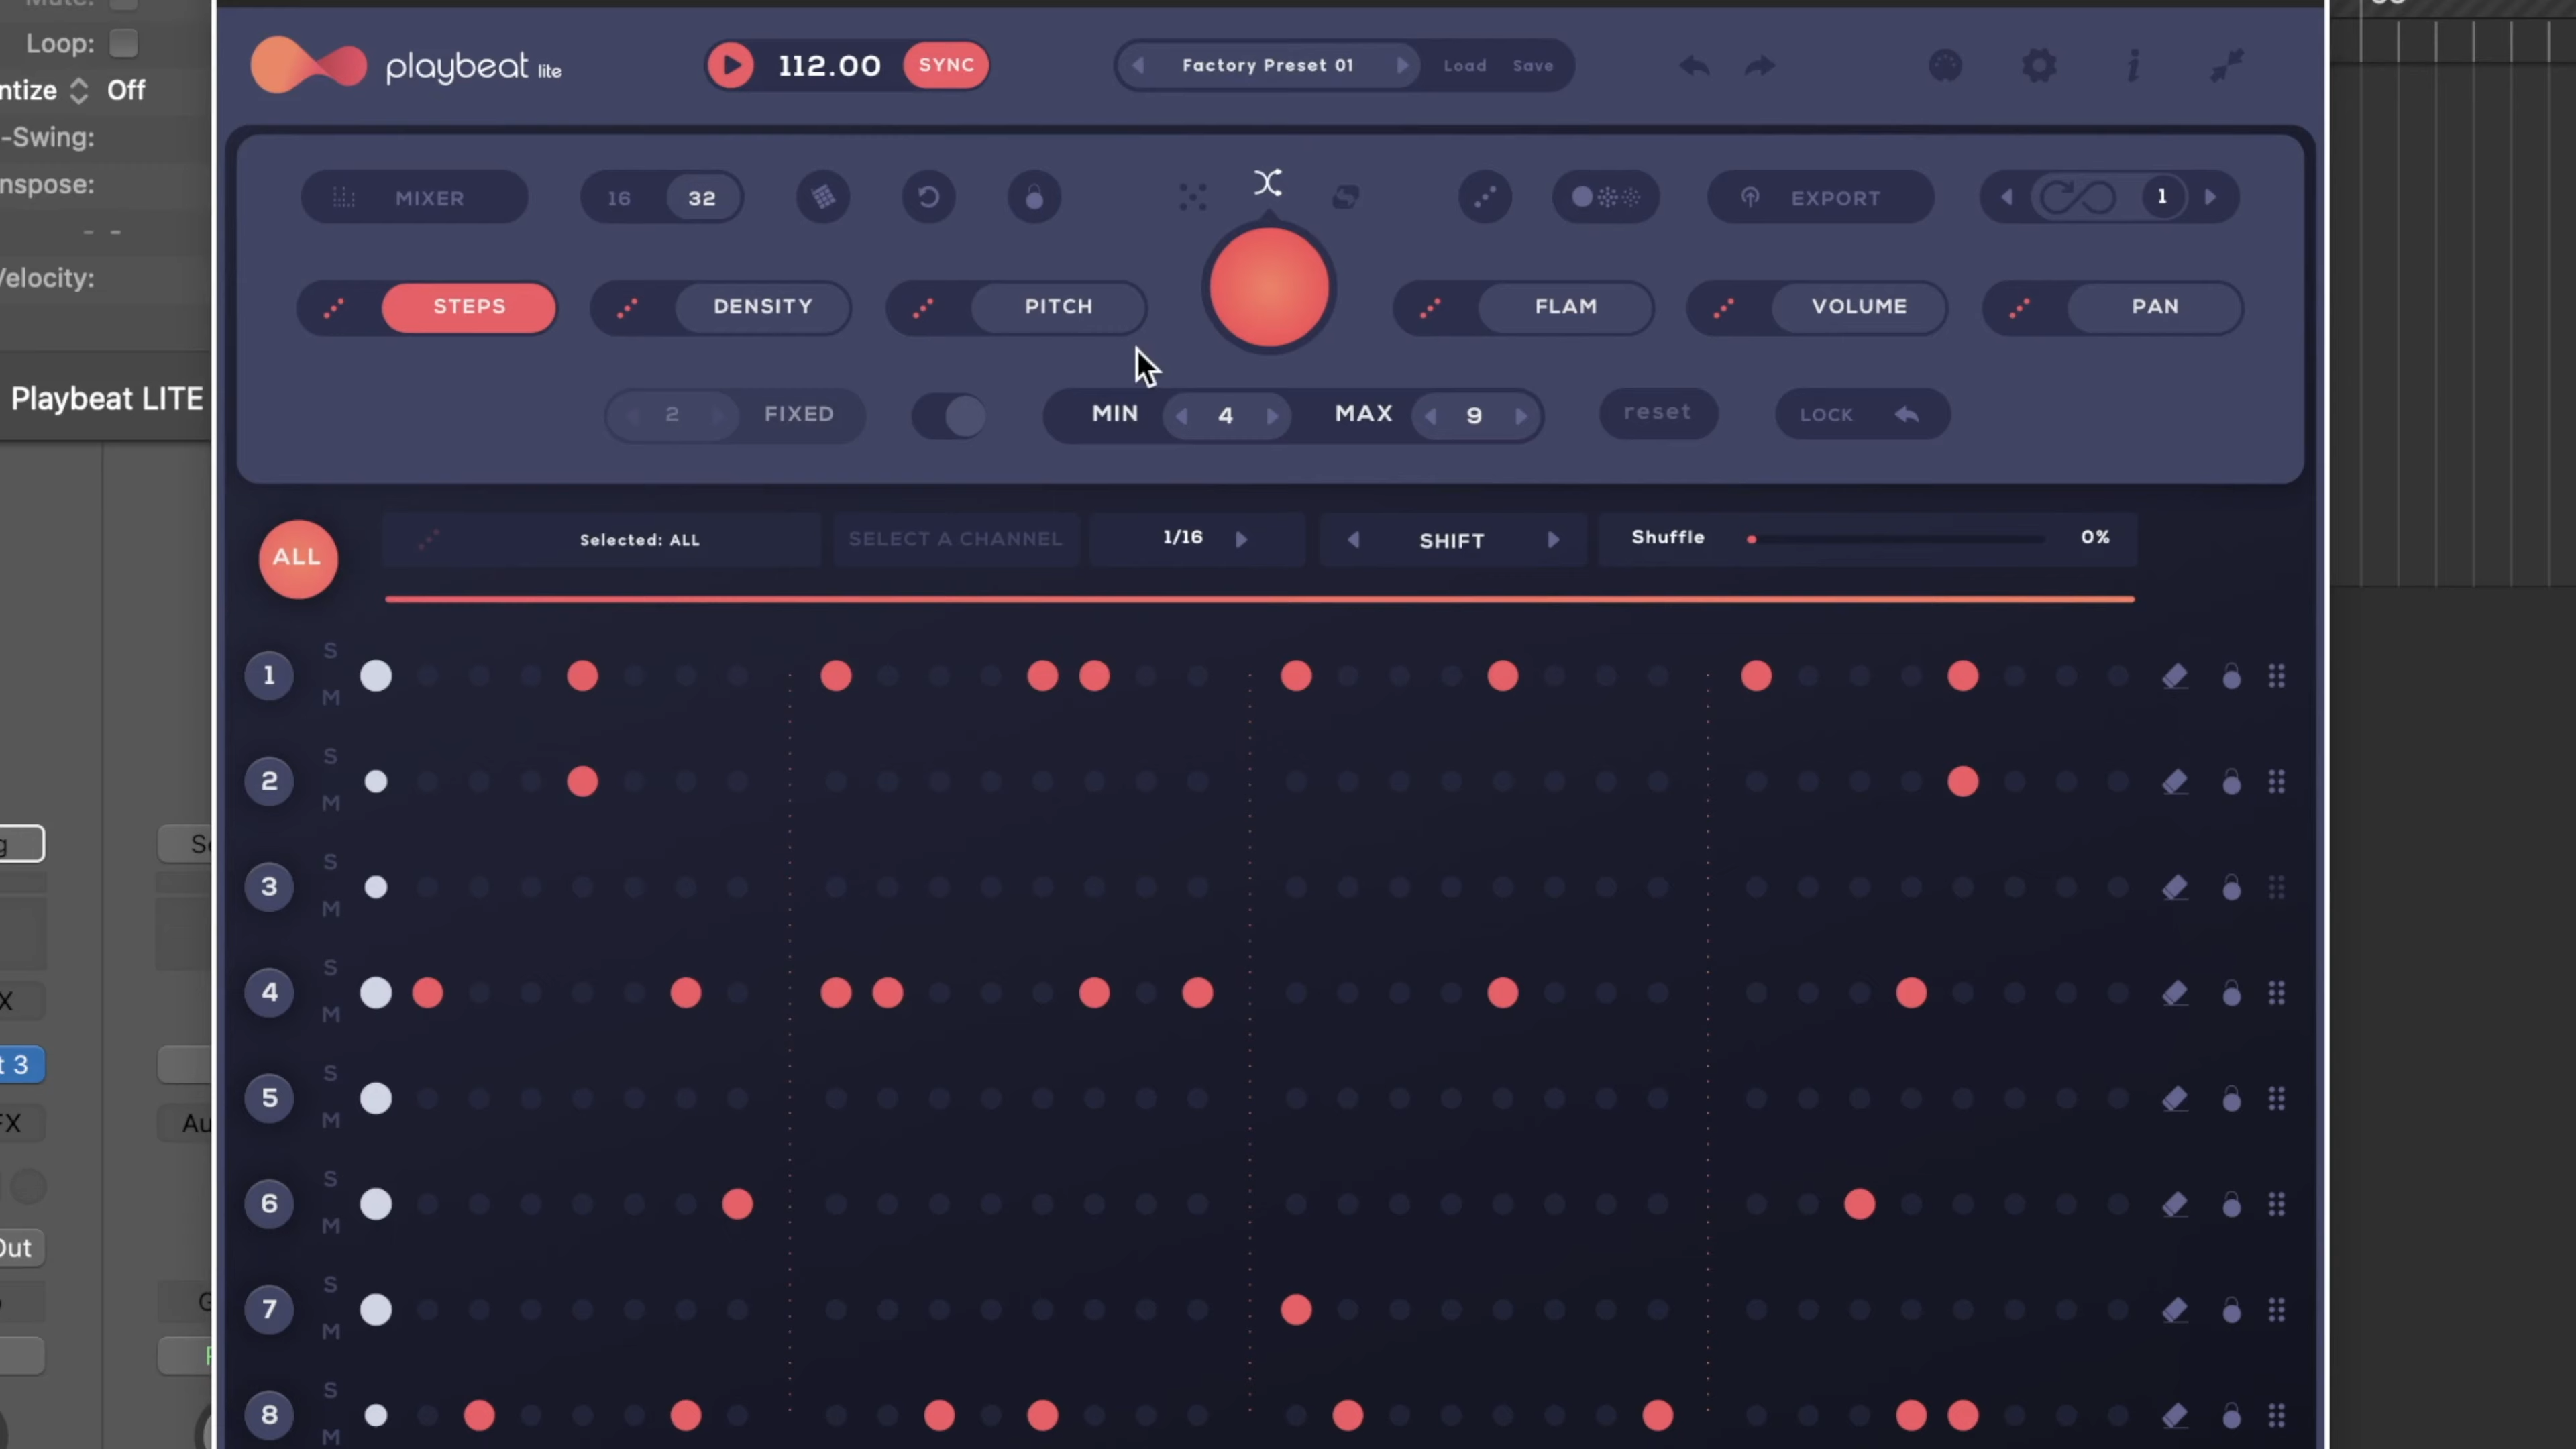 Mute:
Loop:
ntize Off
-Swing:
nspose:
- -
Velocity:
Playbeat LITE
playbeat lite
112.00 SYNC
Factory Preset 01 Load Save
MIXER 16 32 EXPORT 1
STEPS DENSITY PITCH FLAM VOLUME PAN
2 FIXED MIN 4 MAX 9 reset LOCK
ALL Selected: ALL SELECT A CHANNEL 1/16 SHIFT Shuffle 0%
1 S M
2 S M
3 S M
4 S M
5 S M
6 S M
7 S M
8 S M
t 3
FX
Au
Out